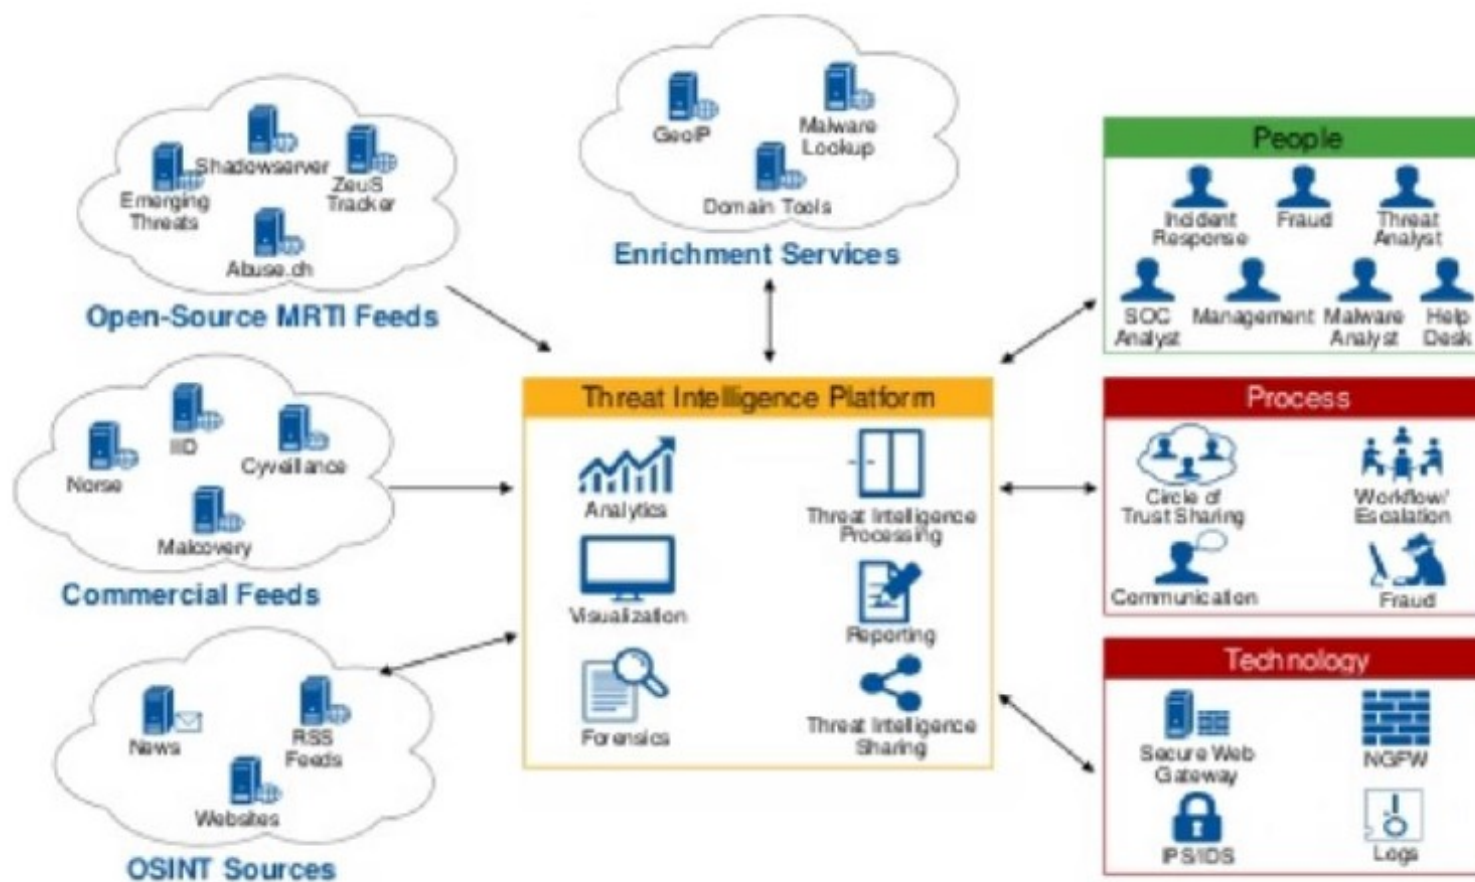 Shadowserver
ZeuS
Tracker
Emerging
Threats
Abuse.ch
Open-Source MRTI Feeds
GeoIP
Malware
Lookup
Domain Tools
Enrichment Services
IID
Norse
Cyveillance
Malcovery
Commercial Feeds
News
RSS
Feeds
Websites
OSINT Sources
Threat Intelligence Platform
Analytics
Threat Intelligence
Processing
Visualization
Reporting
Forensics
Threat Intelligence
Sharing
People
Incident
Response
Fraud
Threat
Analyst
SOC
Analyst
Management
Malware
Analyst
Help
Desk
Process
Circle of
Trust Sharing
Workflow/
Escalation
Communication
Fraud
Technology
Secure Web
Gateway
NGFW
IPS/IDS
Logs